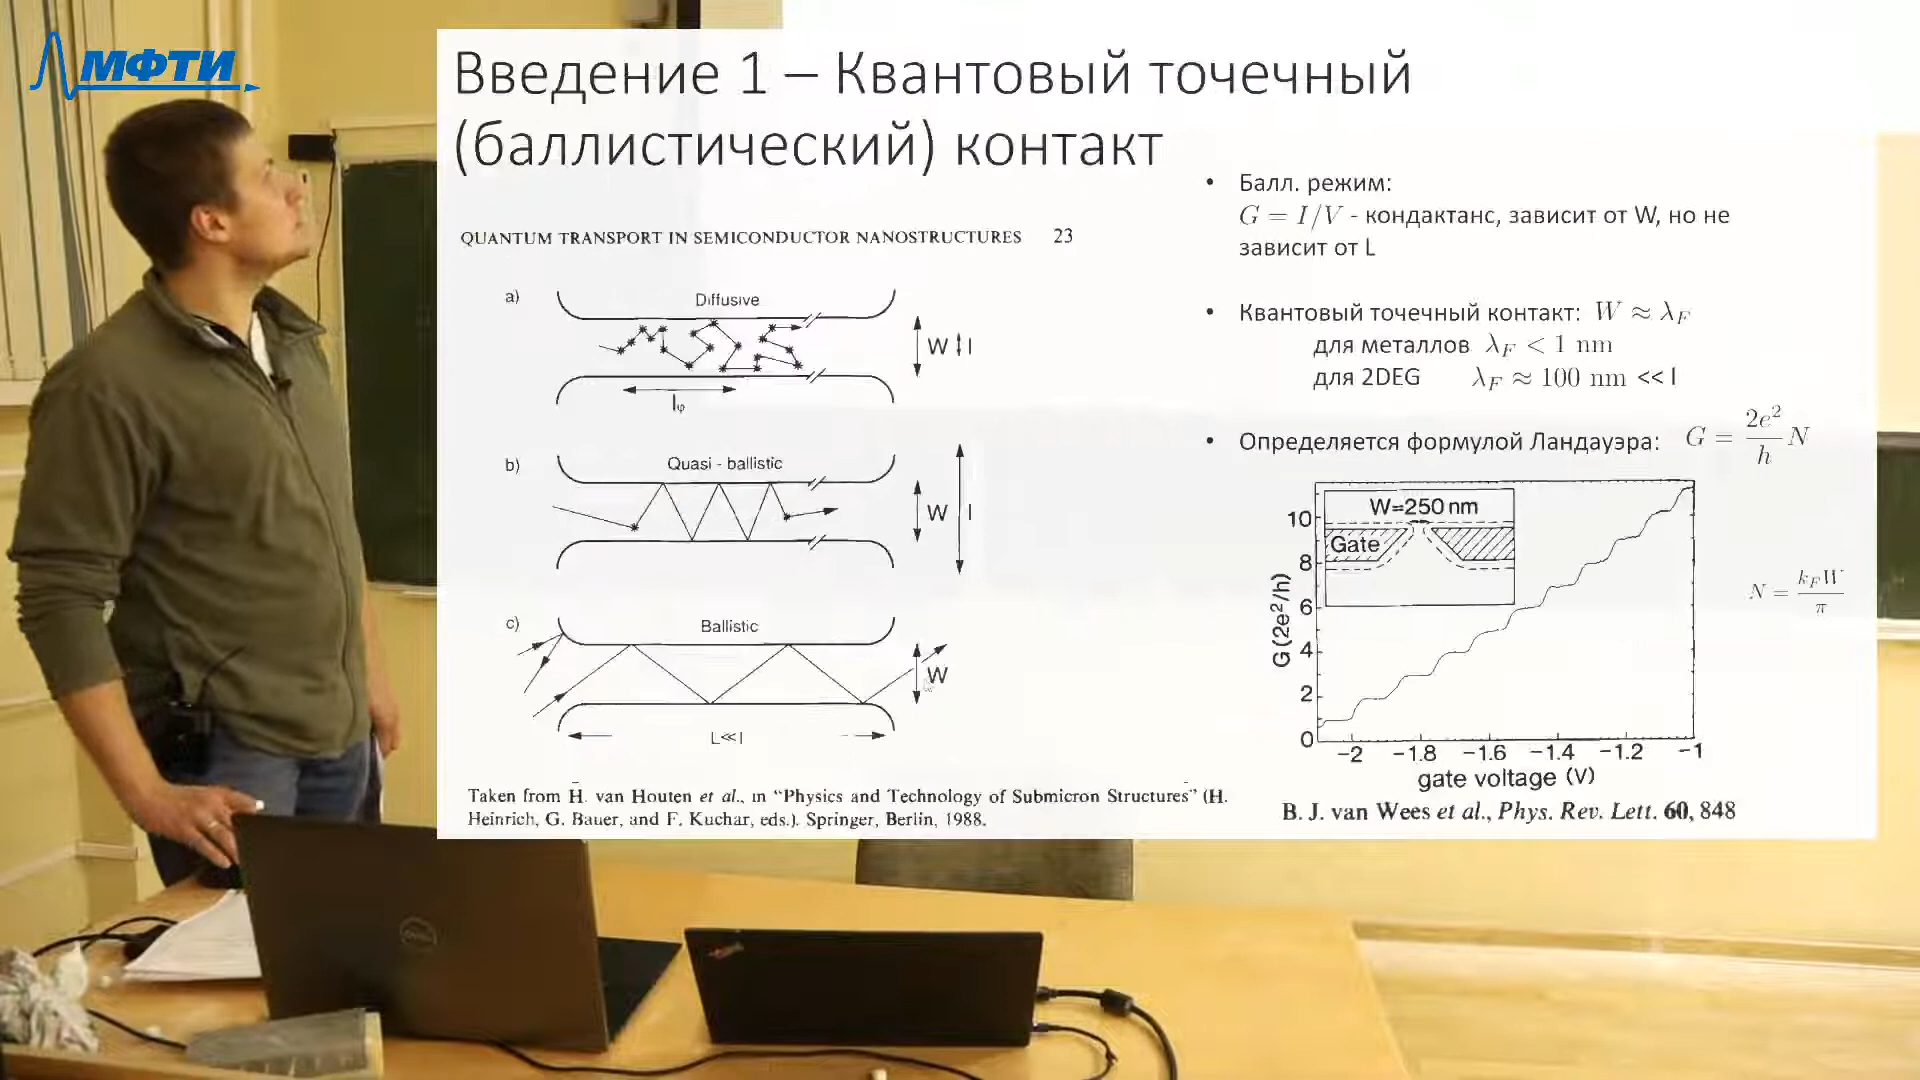 МФТИ
Введение 1 – Квантовый точечный
(баллистический) контакт
QUANTUM TRANSPORT IN SEMICONDUCTOR NANOSTRUCTURES 23
a)
Diffusive
W l
lφ
b)
Quasi - ballistic
W l
c)
Ballistic
W
L<<l
Taken from H. van Houten et al., in “Physics and Technology of Submicron Structures” (H.
Heinrich, G. Bauer, and F. Kuchar, eds.). Springer, Berlin, 1988.
• Балл. режим:
G = I/V - кондактанс, зависит от W, но не
зависит от L
• Квантовый точечный контакт: W ≈ λ_F
для металлов λ_F < 1 nm
для 2DEG λ_F ≈ 100 nm << l
• Определяется формулой Ландауэра: G = 2e²/h N
W=250 nm
Gate
G (2e²/h)
10
8
6
4
2
0
−2 −1.8 −1.6 −1.4 −1.2 −1
gate voltage (V)
N = k_F W/π
B. J. van Wees et al., Phys. Rev. Lett. 60, 848